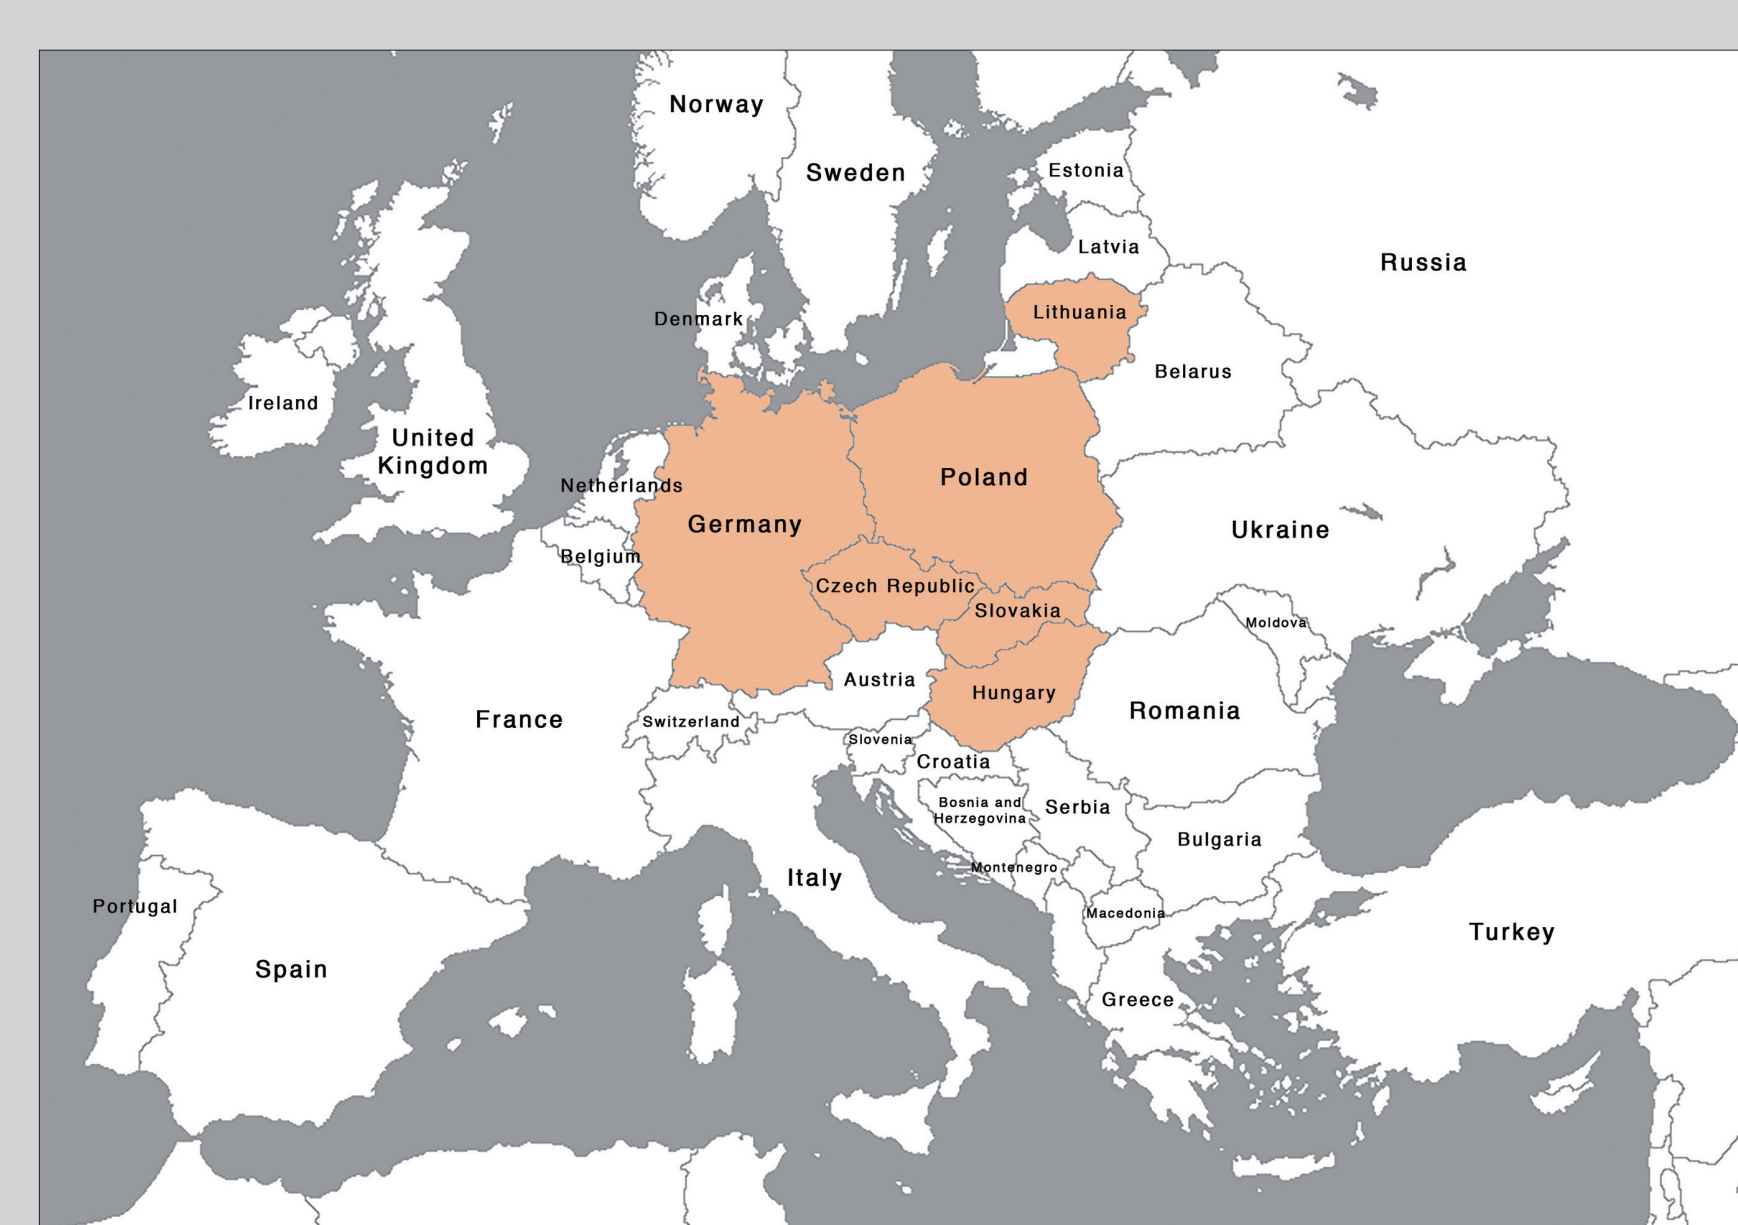 Norway
Sweden
Estonia
Latvia
Russia
Lithuania
Denmark
Belarus
Ireland
United
Kingdom
Poland
Netherlands
Germany
Ukraine
Belgium
Czech Republic
Slovakia
Moldova
Austria
Hungary
Romania
France
Switzerland
Slovenia
Croatia
Bosnia and
Herzegovina
Serbia
Bulgaria
Montenegro
Italy
Portugal
Macedonia
Turkey
Spain
Greece